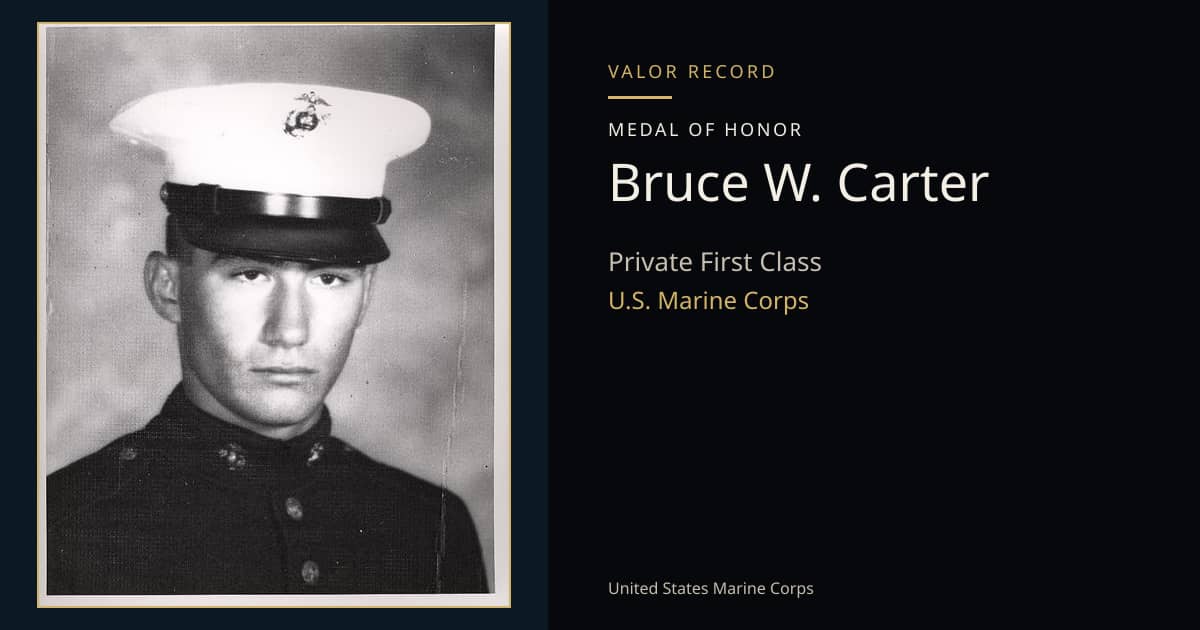 VALOR RECORD
MEDAL OF HONOR
Bruce W. Carter
Private First Class
U.S. Marine Corps
United States Marine Corps